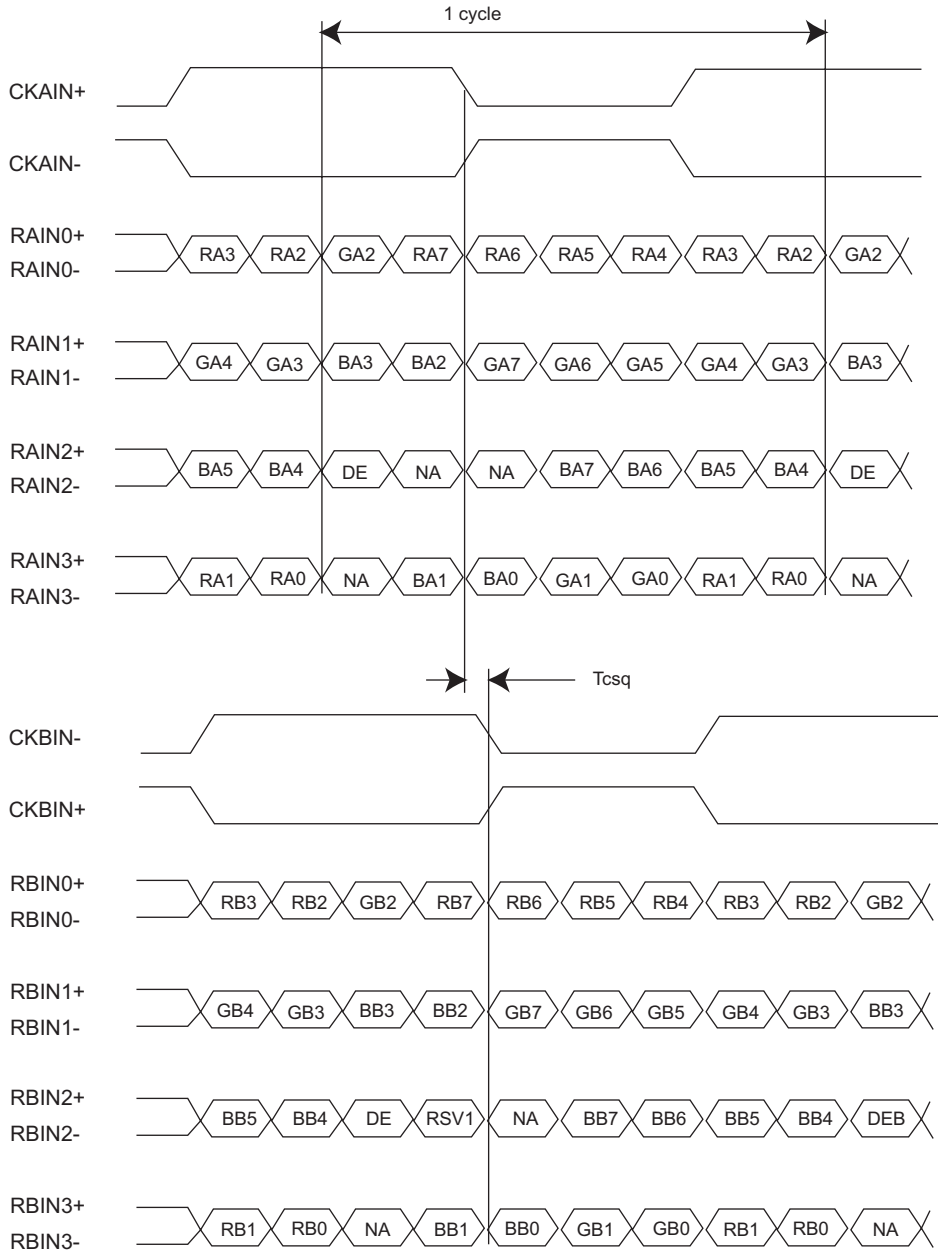 1 cycle
CKAIN+
CKAIN-
RAIN0+
RAIN0-
RA3 RA2 GA2 RA7 RA6 RA5 RA4 RA3 RA2 GA2
RAIN1+
RAIN1-
GA4 GA3 BA3 BA2 GA7 GA6 GA5 GA4 GA3 BA3
RAIN2+
RAIN2-
BA5 BA4 DE NA NA BA7 BA6 BA5 BA4 DE
RAIN3+
RAIN3-
RA1 RA0 NA BA1 BA0 GA1 GA0 RA1 RA0 NA
Tcsq
CKBIN-
CKBIN+
RBIN0+
RBIN0-
RB3 RB2 GB2 RB7 RB6 RB5 RB4 RB3 RB2 GB2
RBIN1+
RBIN1-
GB4 GB3 BB3 BB2 GB7 GB6 GB5 GB4 GB3 BB3
RBIN2+
RBIN2-
BB5 BB4 DE RSV1 NA BB7 BB6 BB5 BB4 DEB
RBIN3+
RBIN3-
RB1 RB0 NA BB1 BB0 GB1 GB0 RB1 RB0 NA